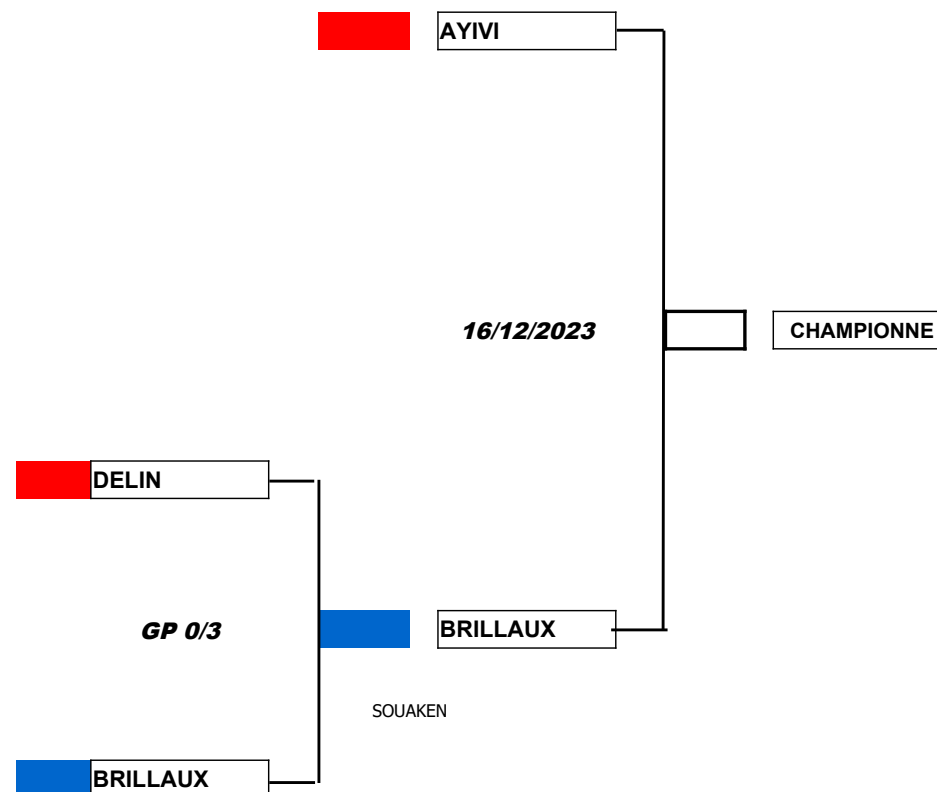 AYIVI
16/12/2023
CHAMPIONNE
DELIN
GP 0/3
BRILLAUX
SOUAKEN
BRILLAUX